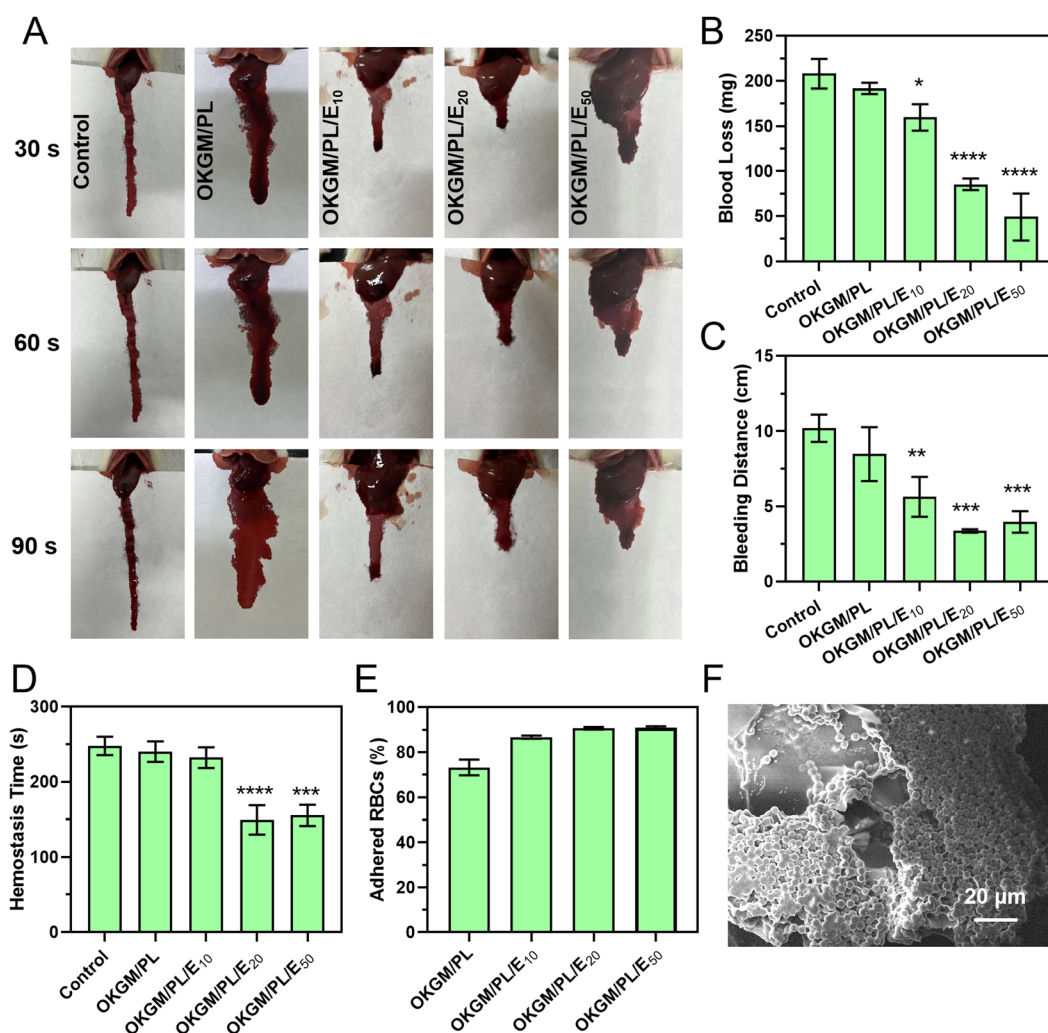 A
Control
OKGM/PL
OKGM/PL/E10
OKGM/PL/E20
OKGM/PL/E50
30 s
60 s
90 s
B
Blood Loss (mg)
250
200
150
100
50
0
*
****
****
Control
OKGM/PL
OKGM/PL/E10
OKGM/PL/E20
OKGM/PL/E50
C
Bleeding Distance (cm)
15
10
5
0
**
***
***
Control
OKGM/PL
OKGM/PL/E10
OKGM/PL/E20
OKGM/PL/E50
D
Hemostasis Time (s)
300
200
100
0
****
***
Control
OKGM/PL
OKGM/PL/E10
OKGM/PL/E20
OKGM/PL/E50
E
Adhered RBCs (%)
100
80
60
40
20
0
OKGM/PL
OKGM/PL/E10
OKGM/PL/E20
OKGM/PL/E50
F
20 μm